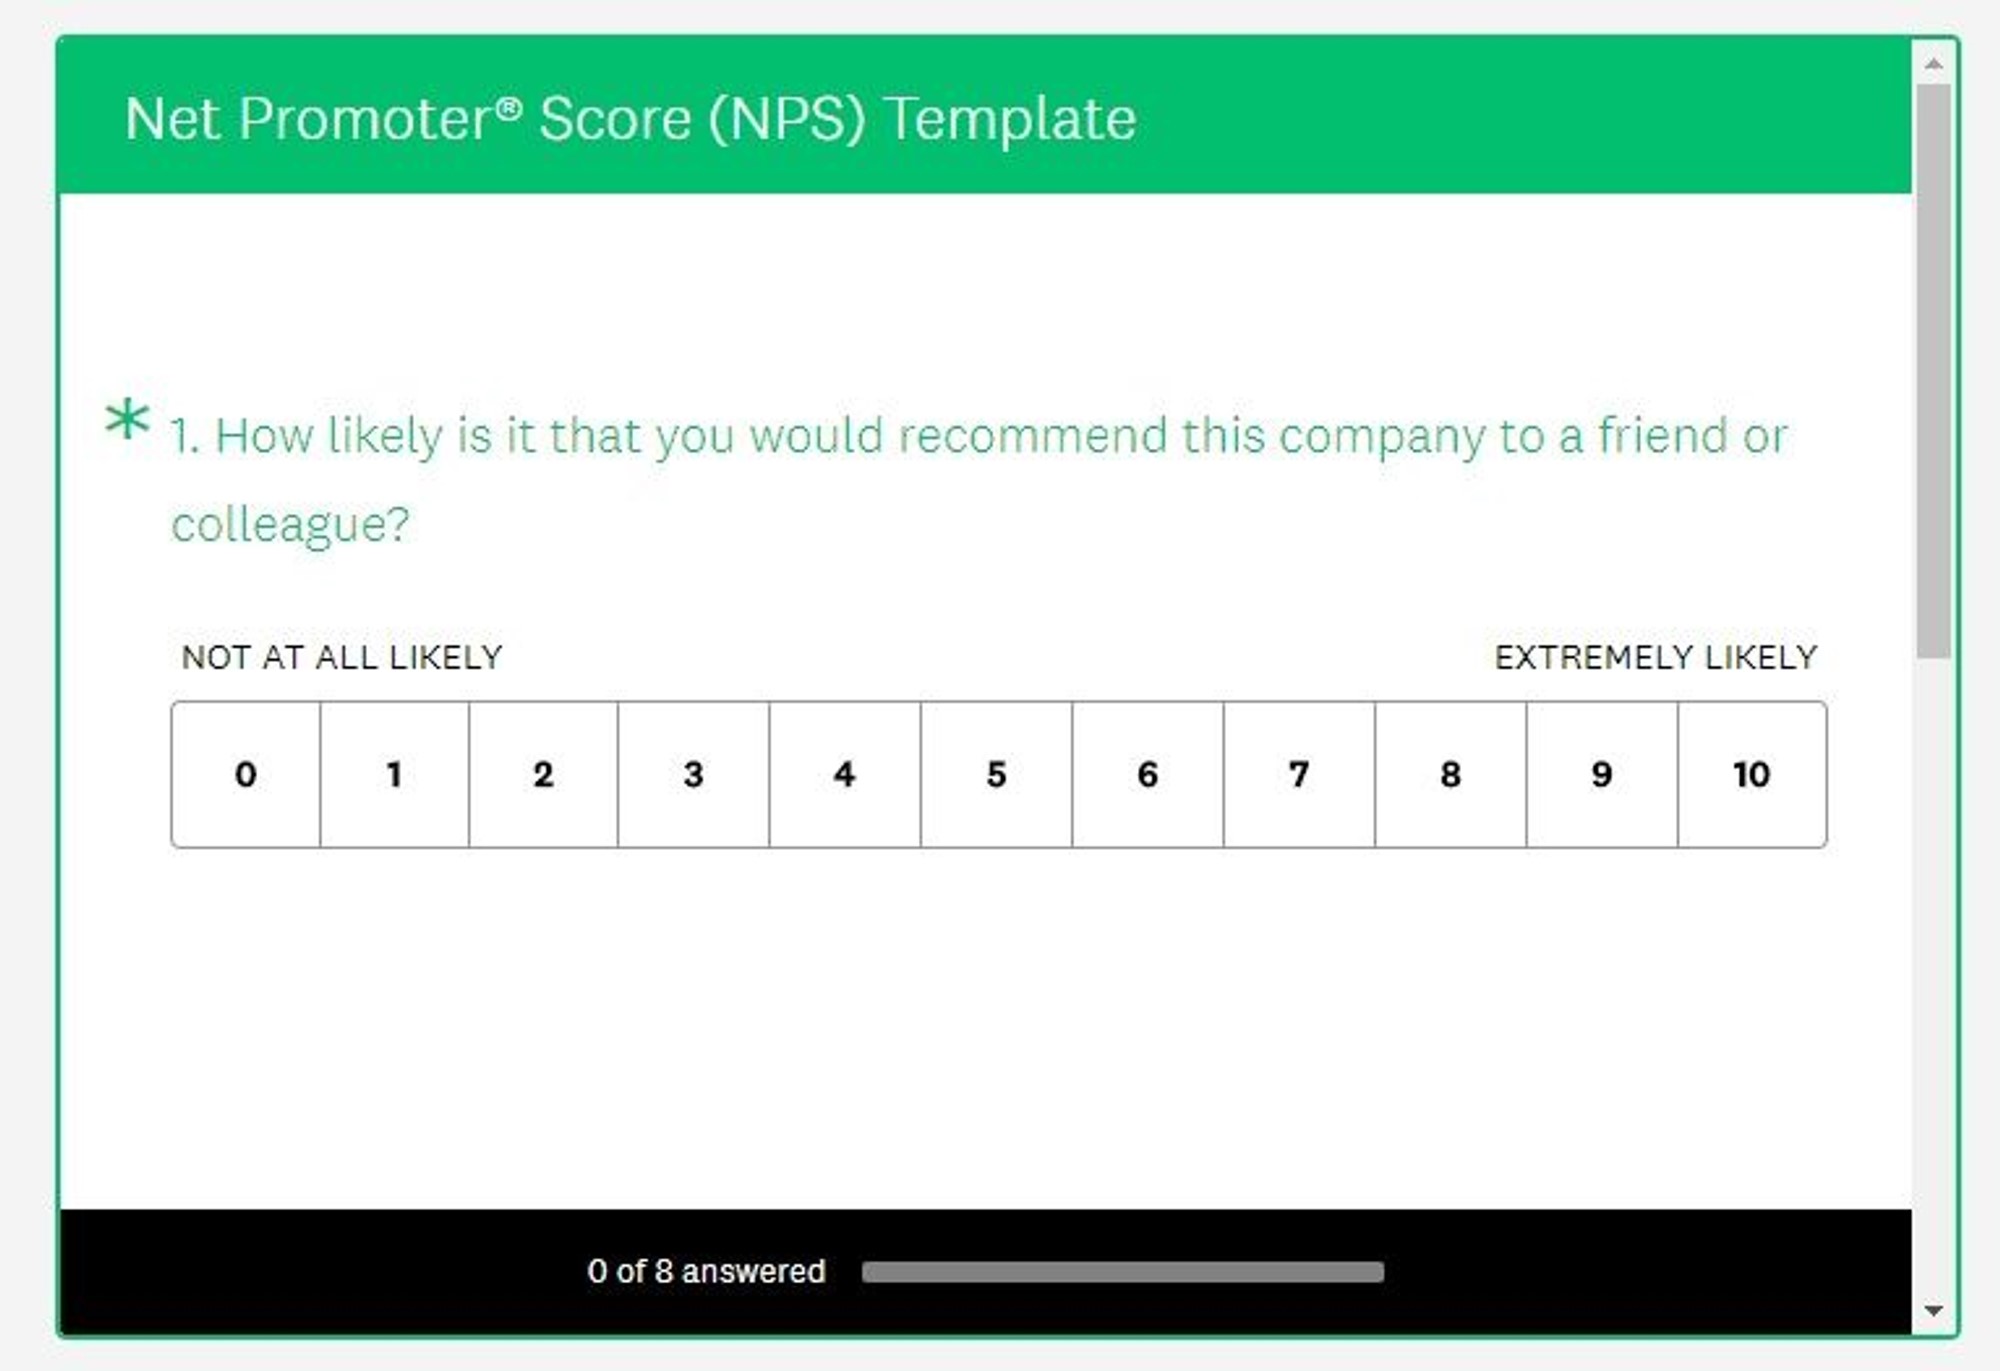 Net Promoter® Score (NPS) Template
* 1. How likely is it that you would recommend this company to a friend or
colleague?
NOT AT ALL LIKELY EXTREMELY LIKELY
0 1 2 3 4 5 6 7 8 9 10
0 of 8 answered